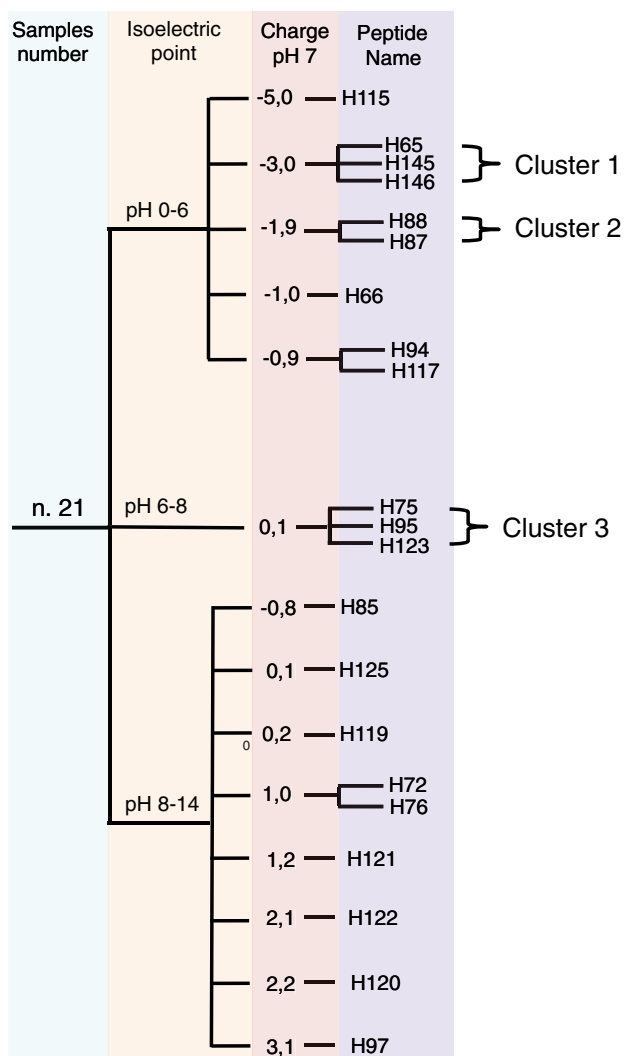 Samples number
Isoelectric point
Charge pH 7
Peptide Name
-5,0 H115
H65
-3,0 H145 Cluster 1
H146
pH 0-6
H88
-1,9 Cluster 2
H87
-1,0 H66
H94
-0,9
H117
H75
n. 21 pH 6-8 0,1 H95 Cluster 3
H123
-0,8 H85
0,1 H125
0,2 H119
0
H72
pH 8-14 1,0
H76
1,2 H121
2,1 H122
2,2 H120
3,1 H97